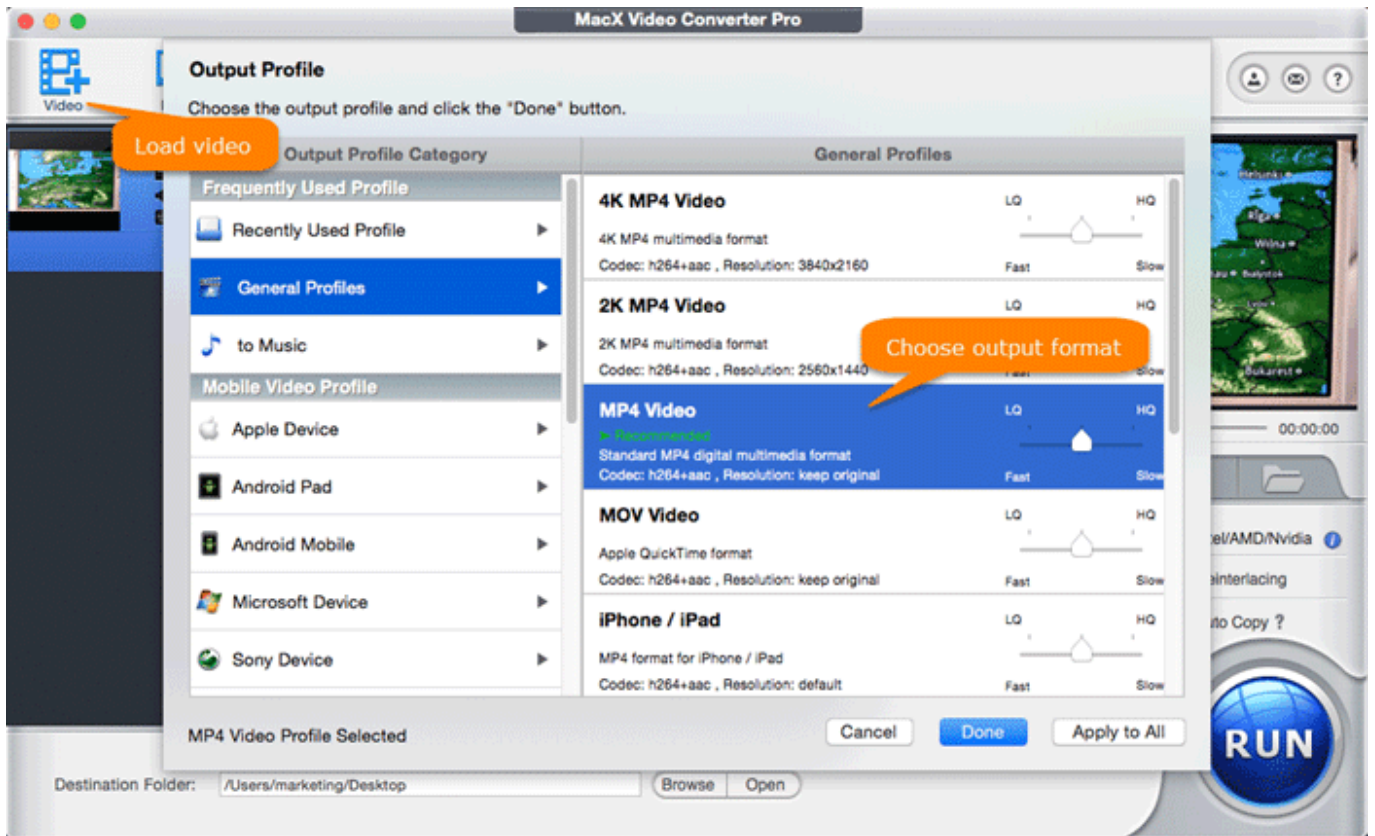 MacX Video Converter Pro
Video
Load video
Output Profile
Choose the output profile and click the "Done" button.
Output Profile Category
General Profiles
Frequently Used Profile
Recently Used Profile
General Profiles
to Music
Mobile Video Profile
Apple Device
Android Pad
Android Mobile
Microsoft Device
Sony Device
4K MP4 Video
LQ HQ
4K MP4 multimedia format
Codec: h264+aac , Resolution: 3840x2160
Fast Slow
2K MP4 Video
LQ HQ
2K MP4 multimedia format
Codec: h264+aac , Resolution: 2560x1440
Fast Slow
Choose output format
MP4 Video
LQ HQ
► Recommended
Standard MP4 digital multimedia format
Codec: h264+aac , Resolution: keep original
Fast Slow
MOV Video
LQ HQ
Apple QuickTime format
Codec: h264+aac , Resolution: keep original
Fast Slow
iPhone / iPad
LQ HQ
MP4 format for iPhone / iPad
Codec: h264+aac , Resolution: default
Fast Slow
MP4 Video Profile Selected
Cancel
Done
Apply to All
?
Helsinki
Riga
Wilna
Bukarest
00:00:00
tel/AMD/Nvidia
einterlacing
uto Copy ?
RUN
Destination Folder:
/Users/marketing/Desktop
Browse
Open